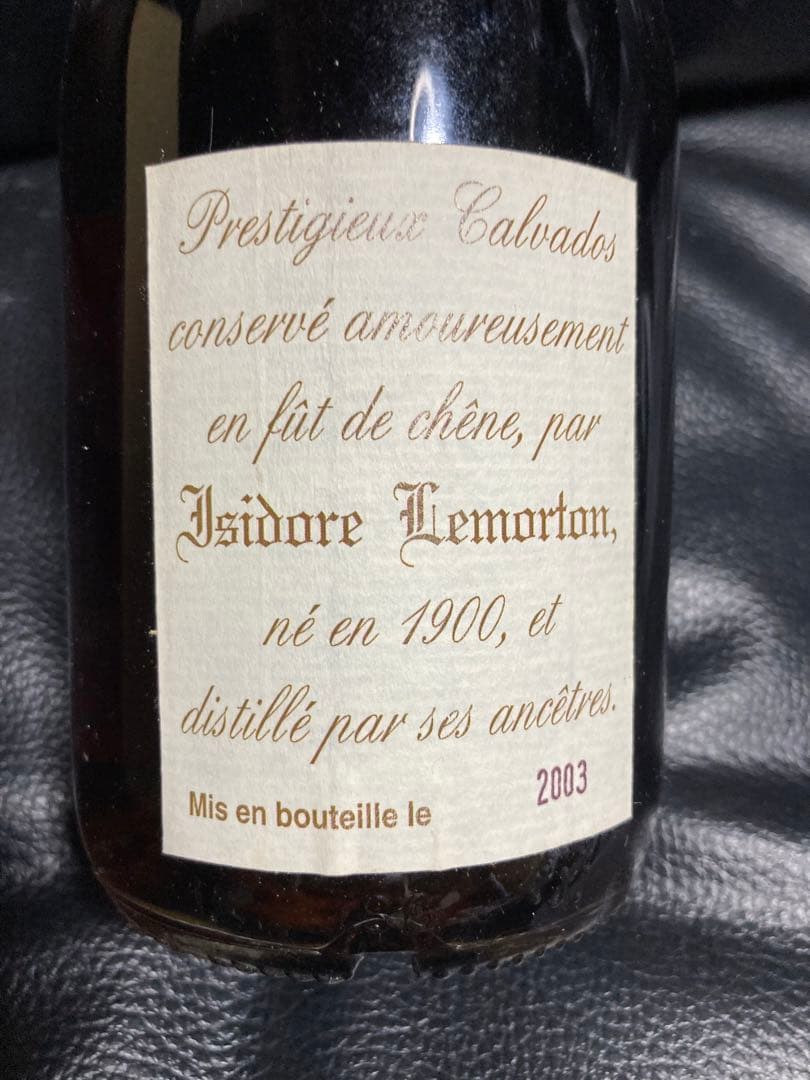 Prestigieux Calvados
conservé amoureusement
en fût de chêne, par
Isidore Lemorton,
né en 1900, et
distillé par ses ancêtres.
Mis en bouteille le 2003